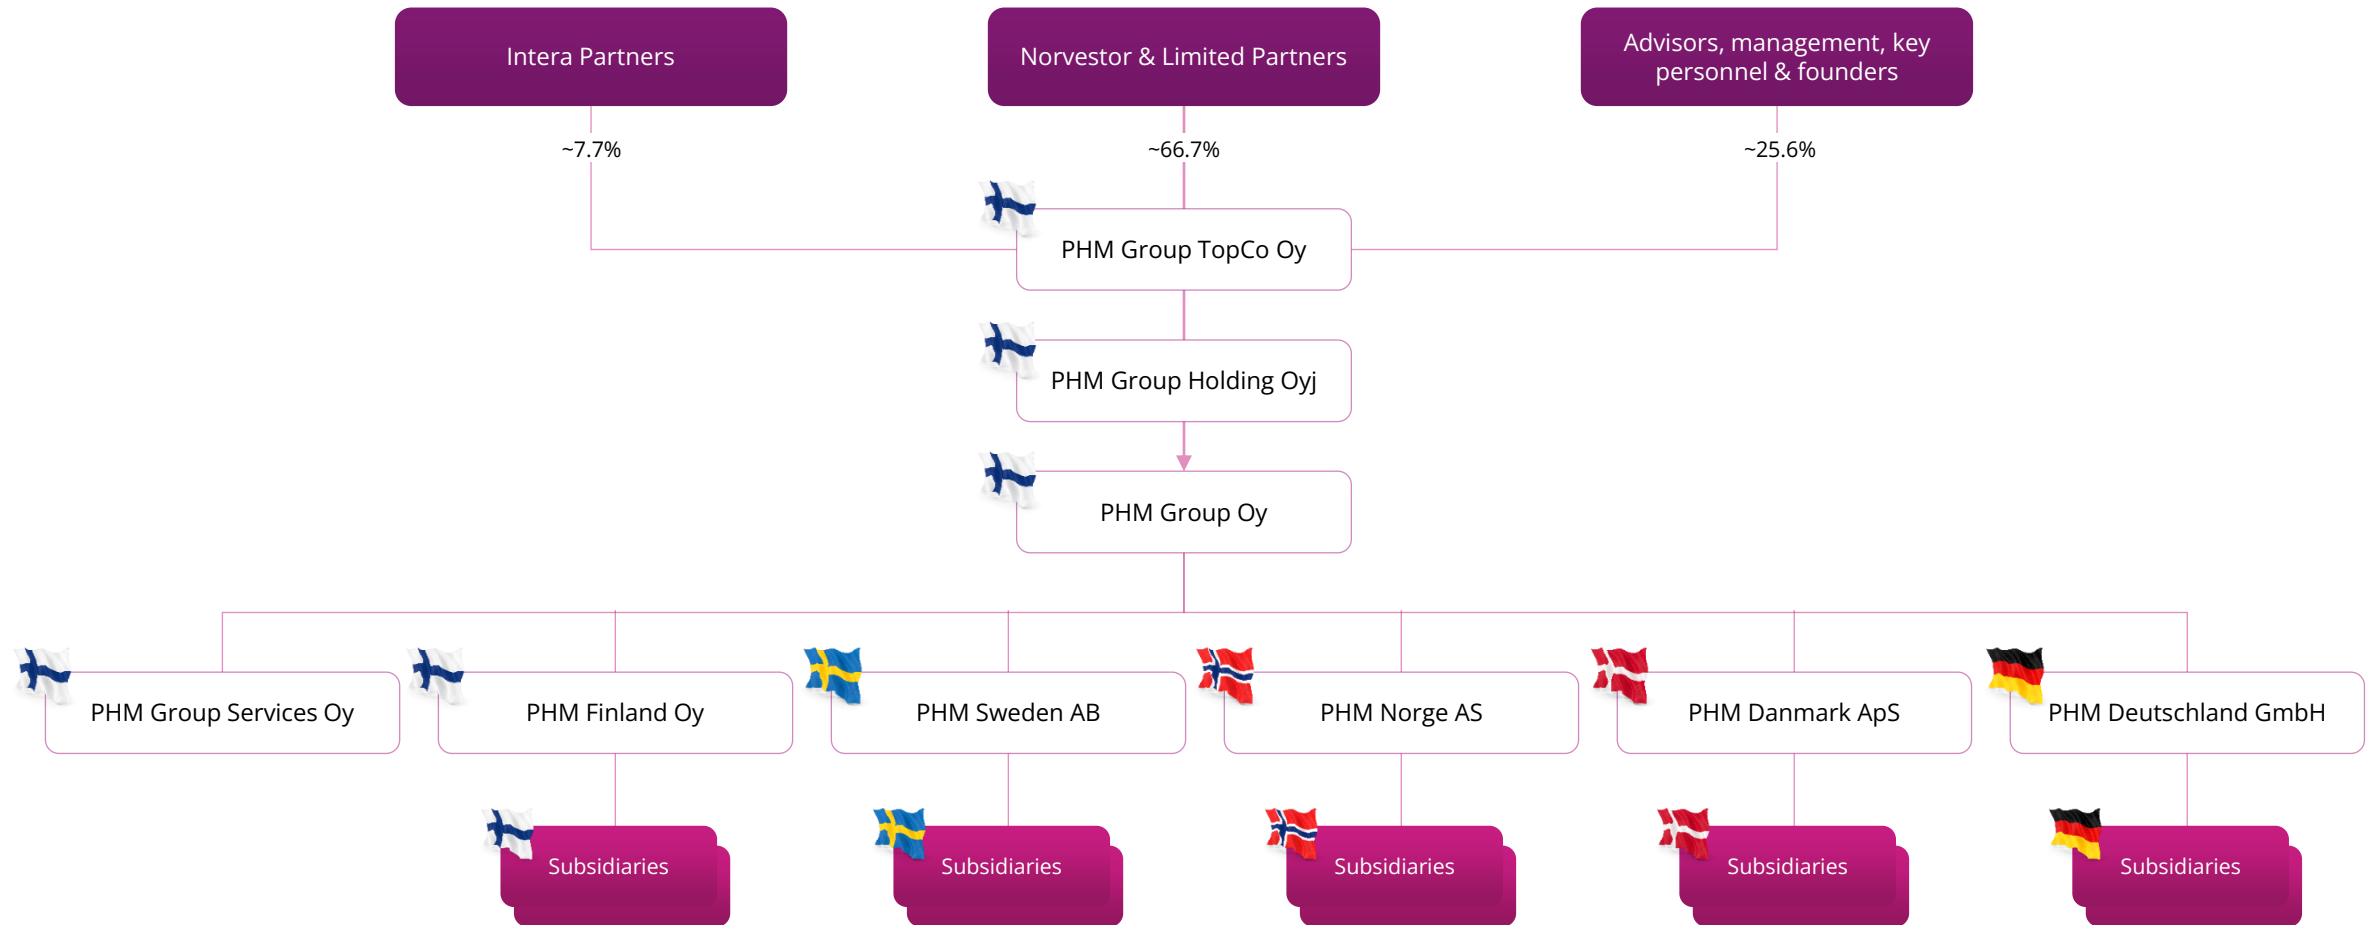 Intera Partners
Norvestor & Limited Partners
Advisors, management, key
personnel & founders
~7.7%
~66.7%
~25.6%
PHM Group TopCo Oy
PHM Group Holding Oyj
PHM Group Oy
PHM Group Services Oy
PHM Finland Oy
PHM Sweden AB
PHM Norge AS
PHM Danmark ApS
PHM Deutschland GmbH
Subsidiaries
Subsidiaries
Subsidiaries
Subsidiaries
Subsidiaries